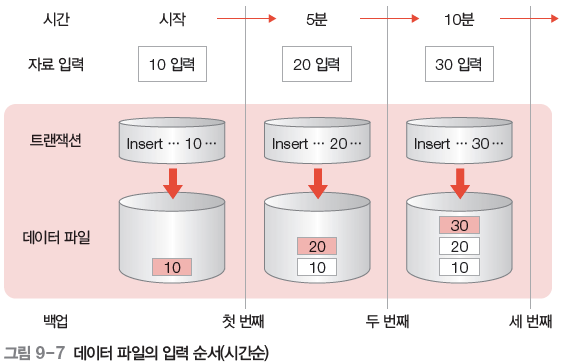 시간 시작 5분 10분
자료 입력 10 입력 20 입력 30 입력
트랜잭션 Insert … 10 … Insert … 20 … Insert … 30 …
데이터 파일
30
20 20
10 10 10
백업 첫 번째 두 번째 세 번째
그림 9-7 데이터 파일의 입력 순서(시간순)